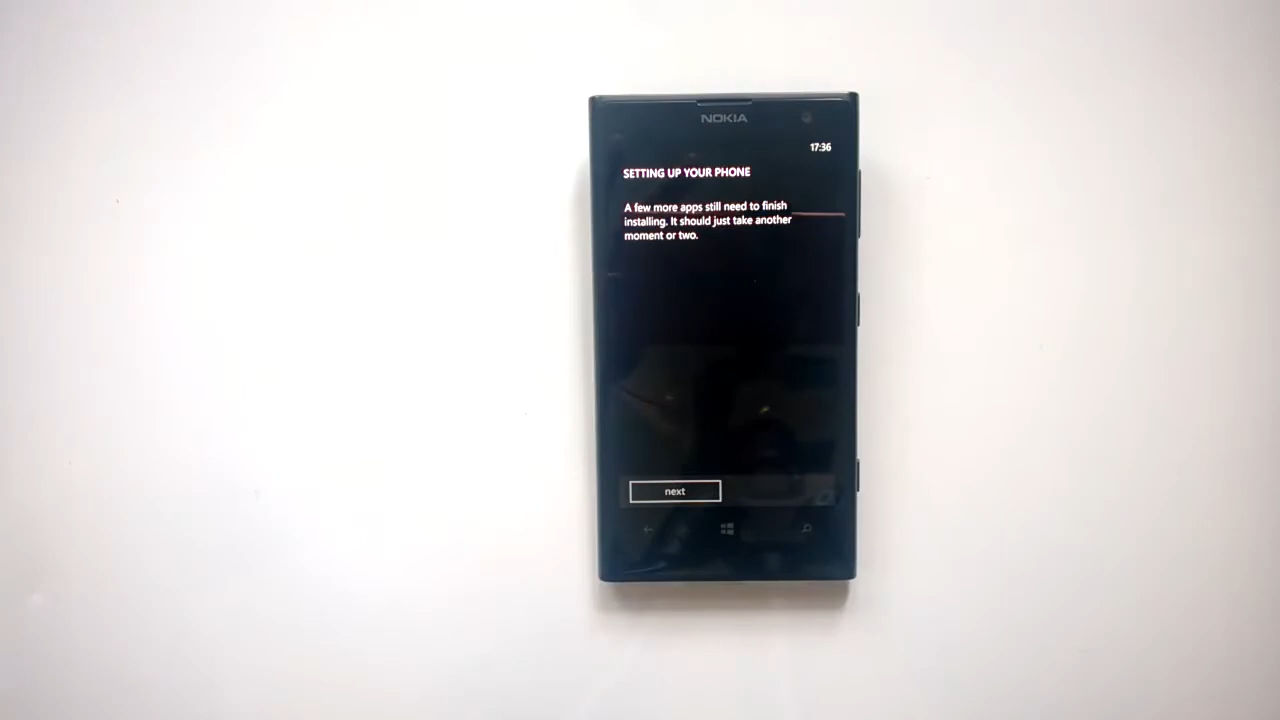 NOKIA
17:36
SETTING UP YOUR PHONE
A few more apps still need to finish
installing. It should just take another
moment or two.
next